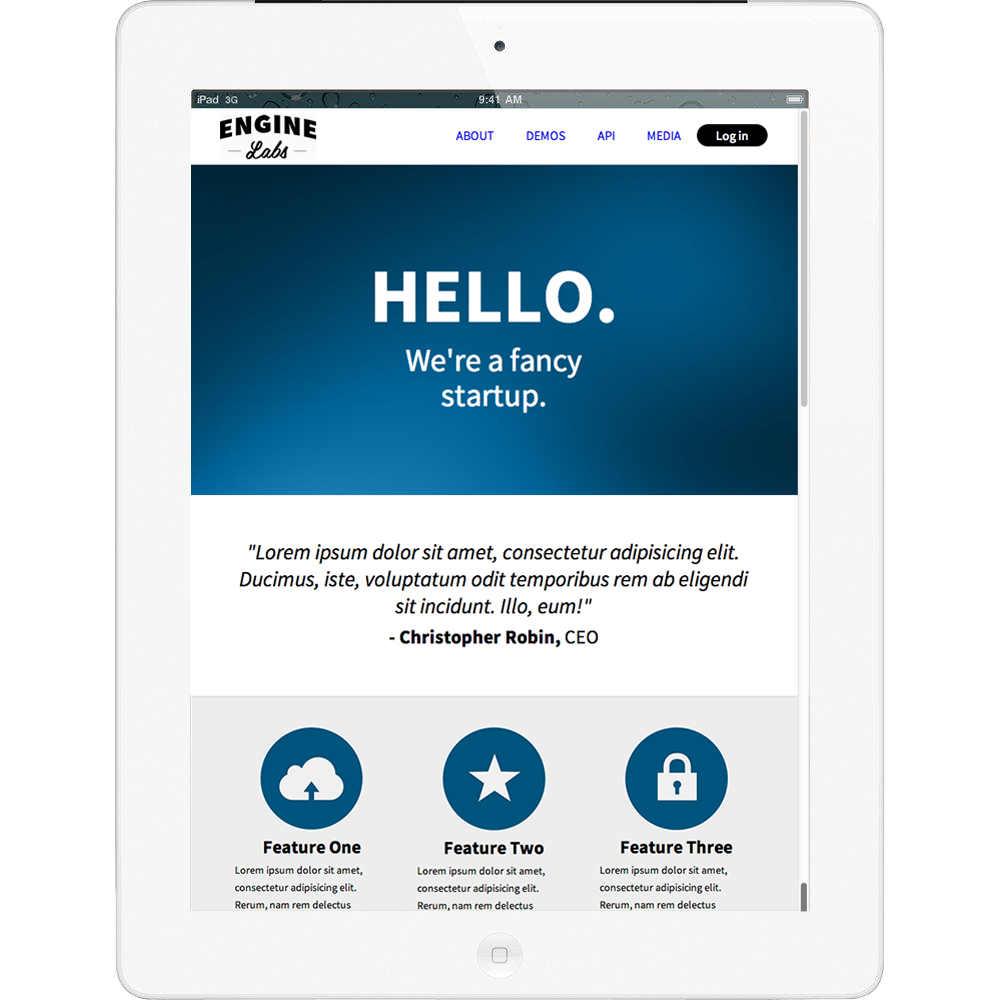 iPad 3G 9:41 AM
ENGINE
Labs
ABOUT DEMOS API MEDIA Log in
HELLO.
We're a fancy
startup.
"Lorem ipsum dolor sit amet, consectetur adipisicing elit.
Ducimus, iste, voluptatum odit temporibus rem ab eligendi
sit incidunt. Illo, eum!"
- Christopher Robin, CEO
Feature One
Lorem ipsum dolor sit amet,
consectetur adipisicing elit.
Rerum, nam rem delectus
Feature Two
Lorem ipsum dolor sit amet,
consectetur adipisicing elit.
Rerum, nam rem delectus
Feature Three
Lorem ipsum dolor sit amet,
consectetur adipisicing elit.
Rerum, nam rem delectus